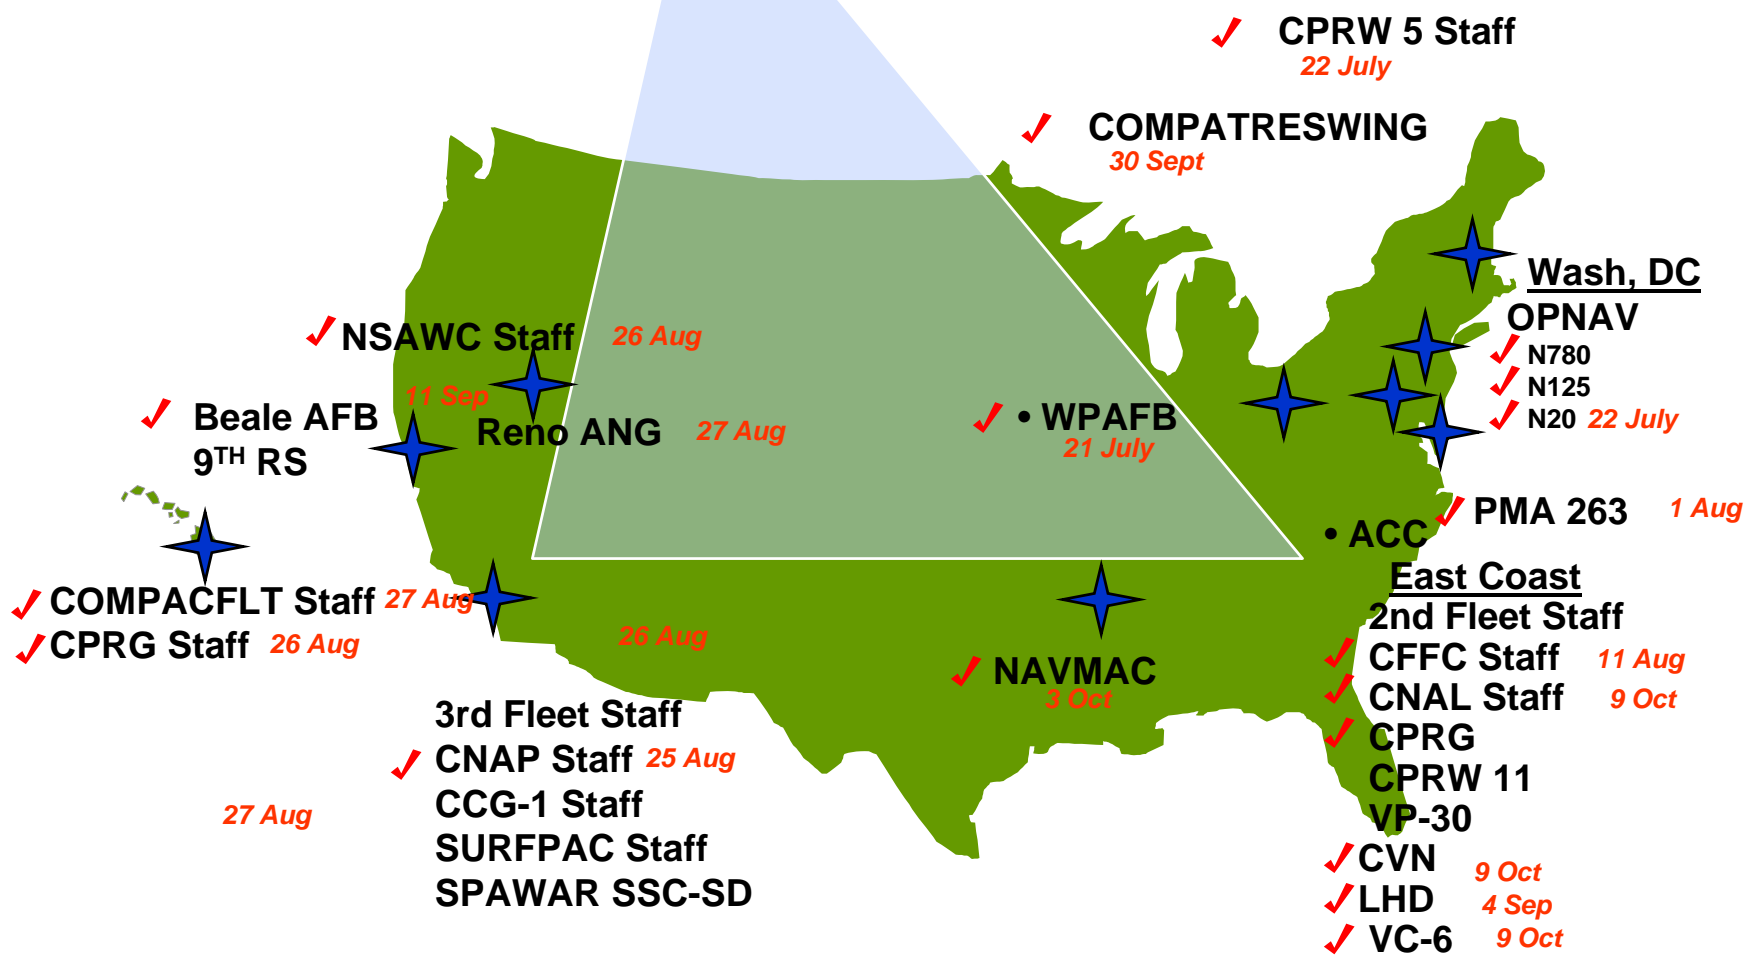 CPRW 5 Staff
22 July
COMPATRESWING
30 Sept
Wash, DC
OPNAV
N780
N125
N20 22 July
NSAWC Staff 26 Aug
11 Sep
Beale AFB
9TH RS
Reno ANG 27 Aug
• WPAFB
21 July
PMA 263 1 Aug
• ACC
COMPACFLT Staff 27 Aug
CPRG Staff 26 Aug
26 Aug
NAVMAC
3 Oct
East Coast
2nd Fleet Staff
CFFC Staff 11 Aug
CNAL Staff 9 Oct
CPRG
CPRW 11
VP-30
CVN 9 Oct
LHD 4 Sep
VC-6 9 Oct
3rd Fleet Staff
CNAP Staff 25 Aug
CCG-1 Staff
27 Aug
SURFPAC Staff
SPAWAR SSC-SD